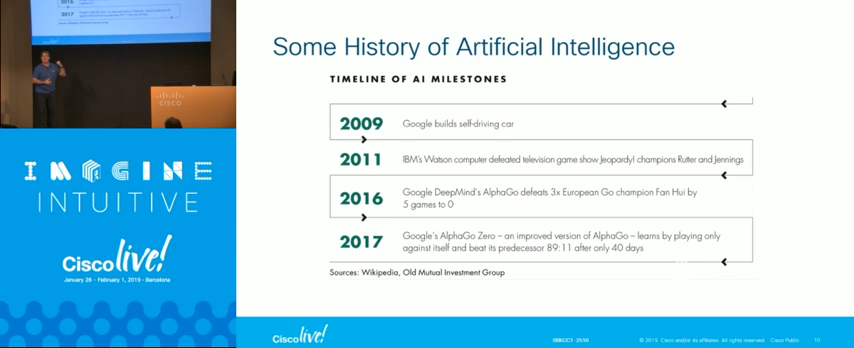 CISCO
IMAGINE
INTUITIVE
Cisco live!
January 28 - February 1, 2019 · Barcelona
Some History of Artificial Intelligence
TIMELINE OF AI MILESTONES
2009 Google builds self-driving car
2011 IBM's Watson computer defeated television game show Jeopardy! champions Rutter and Jennings
2016 Google DeepMind's AlphaGo defeats 3x European Go champion Fan Hui by
5 games to 0
2017 Google's AlphaGo Zero – an improved version of AlphaGo – learns by playing only
against itself and beat its predecessor 89:11 after only 40 days
Sources: Wikipedia, Old Mutual Investment Group
Cisco live!
© 2019 Cisco and/or its affiliates. All rights reserved. Cisco Public
10